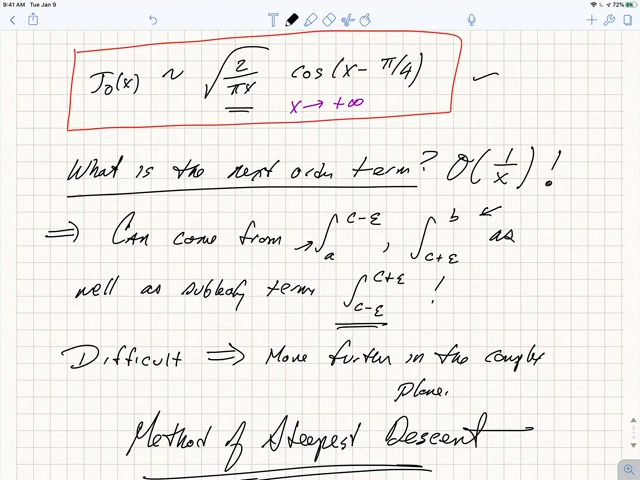 9:41 AM Tue Jan 9
72%
T
J₀(x) ~ √(2/πx) cos(x - π/4)
x → +∞
What is the next order term? O(1/x)!
⇒ Can come from → ∫ₐ^(c-ε), ∫_(c+ε)^b as
well as subleading terms ∫_(c-ε)^(c+ε) !
Difficult ⇒ Move further in the complex
plane.
Method of Steepest Descent